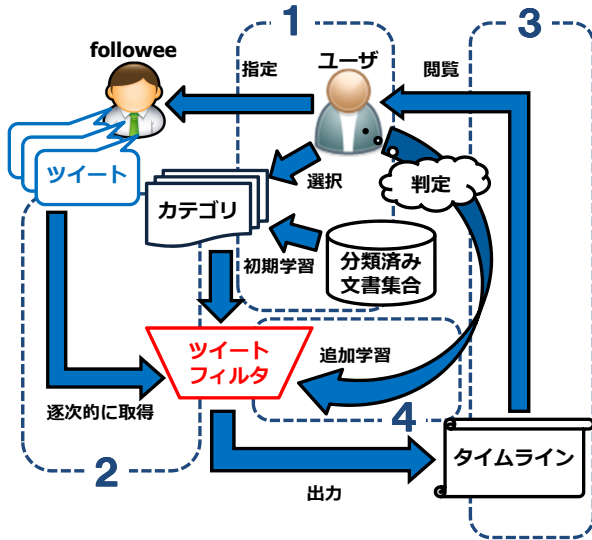 1
3
followee
ユーザ
指定
閲覧
ツイート
選択
判定
カテゴリ
初期学習
分類済み
文書集合
ツイート
フィルタ
追加学習
逐次的に取得
4
2
タイムライン
出力